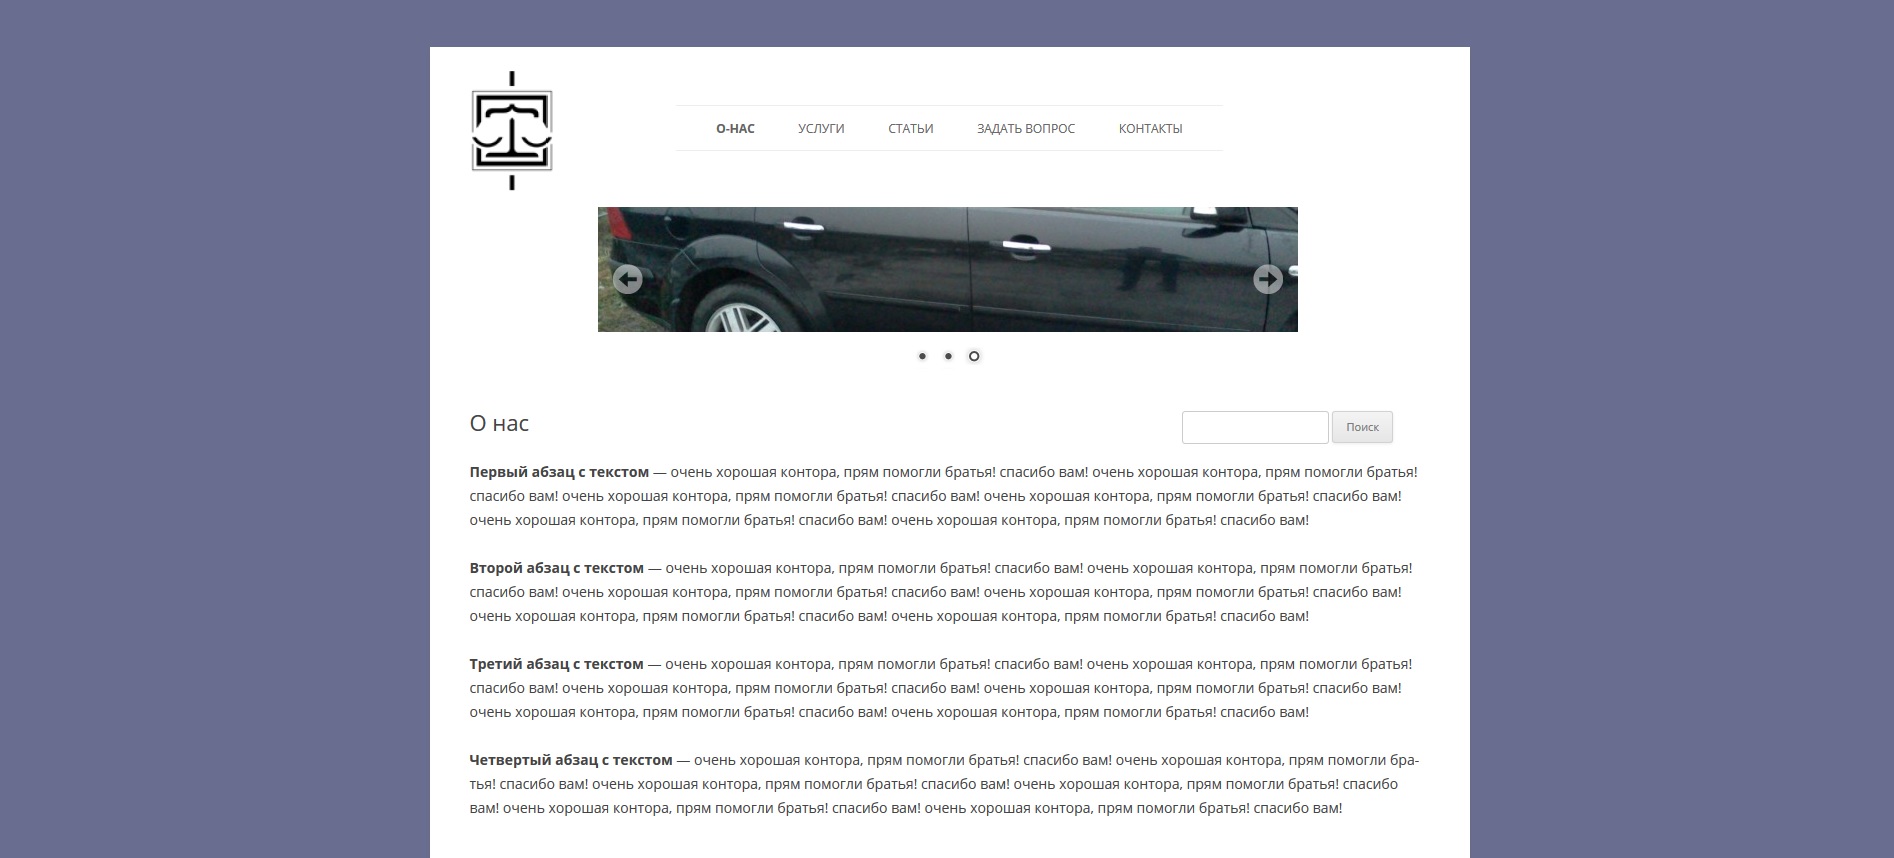 О-НАС УСЛУГИ СТАТЬИ ЗАДАТЬ ВОПРОС КОНТАКТЫ
О нас
Поиск
Первый абзац с текстом — очень хорошая контора, прям помогли братья! спасибо вам! очень хорошая контора, прям помогли братья!
спасибо вам! очень хорошая контора, прям помогли братья! спасибо вам! очень хорошая контора, прям помогли братья! спасибо вам!
очень хорошая контора, прям помогли братья! спасибо вам! очень хорошая контора, прям помогли братья! спасибо вам!
Второй абзац с текстом — очень хорошая контора, прям помогли братья! спасибо вам! очень хорошая контора, прям помогли братья!
спасибо вам! очень хорошая контора, прям помогли братья! спасибо вам! очень хорошая контора, прям помогли братья! спасибо вам!
очень хорошая контора, прям помогли братья! спасибо вам! очень хорошая контора, прям помогли братья! спасибо вам!
Третий абзац с текстом — очень хорошая контора, прям помогли братья! спасибо вам! очень хорошая контора, прям помогли братья!
спасибо вам! очень хорошая контора, прям помогли братья! спасибо вам! очень хорошая контора, прям помогли братья! спасибо вам!
очень хорошая контора, прям помогли братья! спасибо вам! очень хорошая контора, прям помогли братья! спасибо вам!
Четвертый абзац с текстом — очень хорошая контора, прям помогли братья! спасибо вам! очень хорошая контора, прям помогли бра-
тья! спасибо вам! очень хорошая контора, прям помогли братья! спасибо вам! очень хорошая контора, прям помогли братья! спасибо
вам! очень хорошая контора, прям помогли братья! спасибо вам! очень хорошая контора, прям помогли братья! спасибо вам!